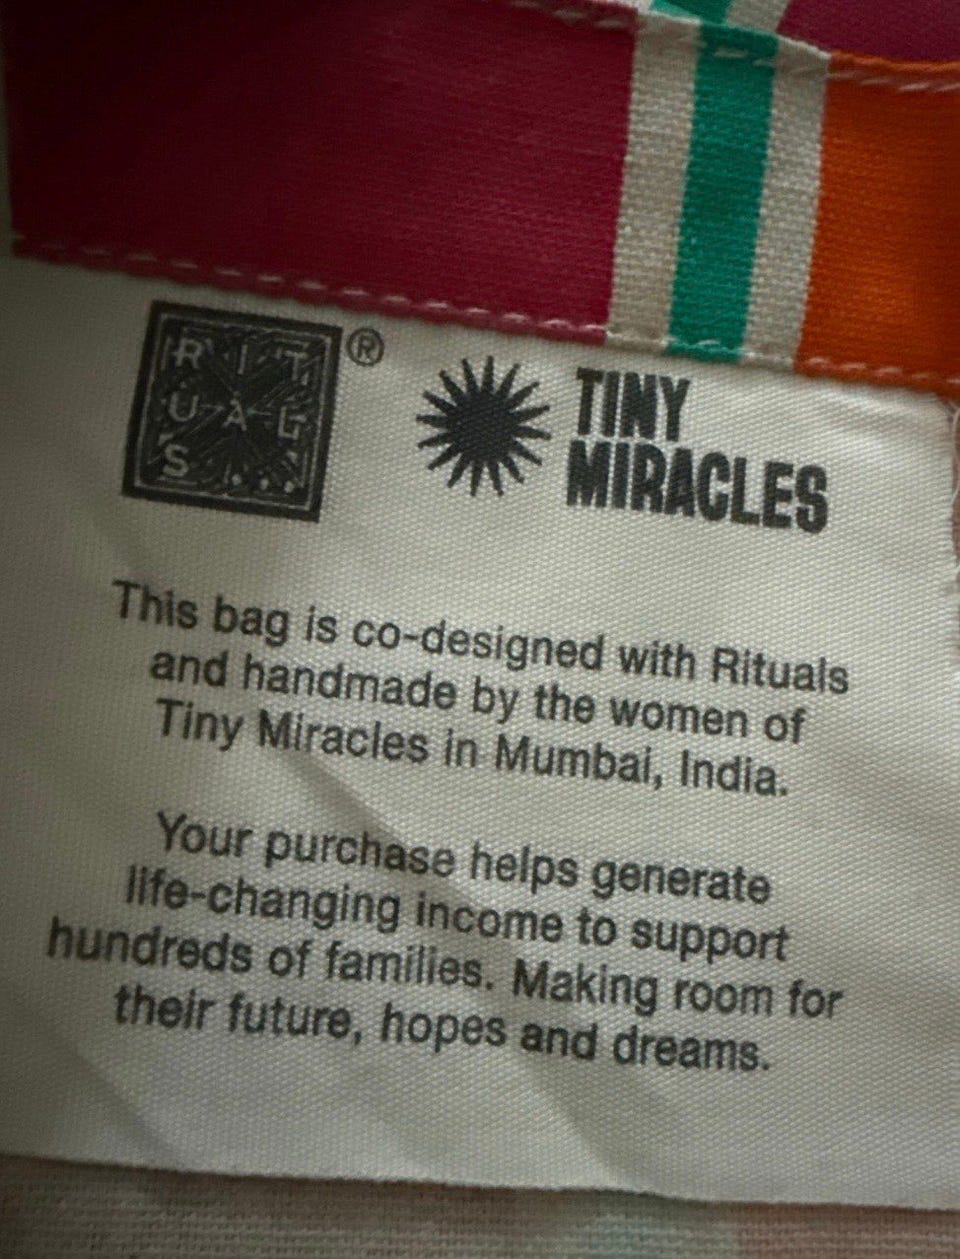 RIT
UAL
S...
®
TINY
MIRACLES
This bag is co-designed with Rituals
and handmade by the women of
Tiny Miracles in Mumbai, India.
Your purchase helps generate
life-changing income to support
hundreds of families. Making room for
their future, hopes and dreams.